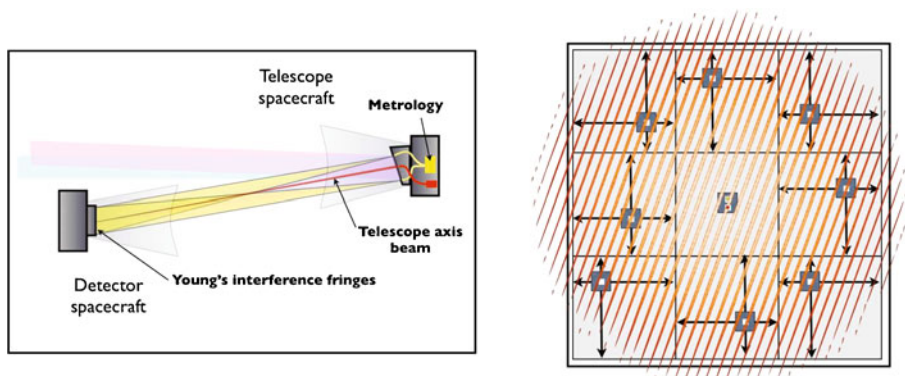 Telescope
spacecraft
Metrology
Telescope axis
beam
Young's interference fringes
Detector
spacecraft